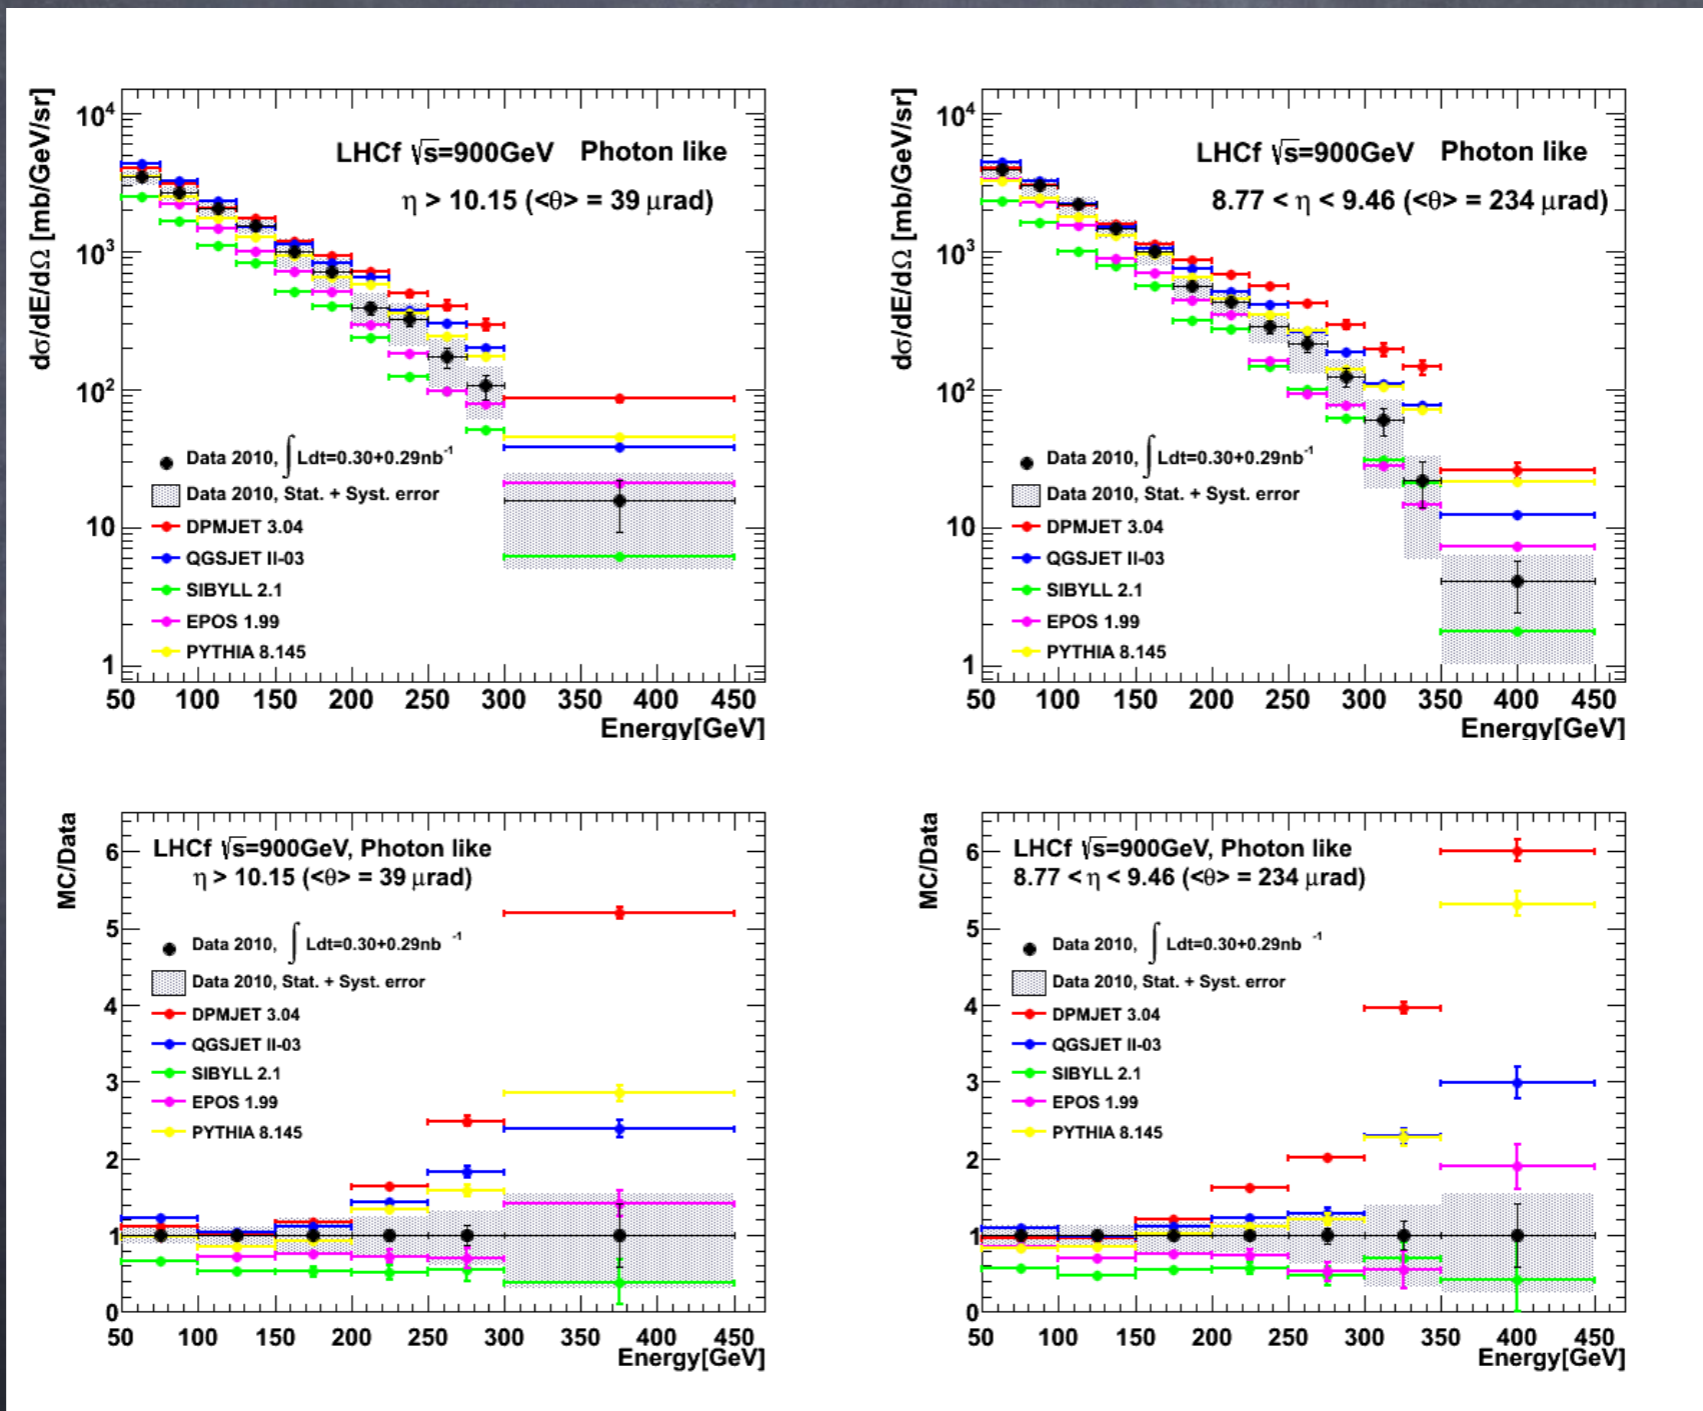 dσ/dE/dΩ [mb/GeV/sr]
10⁴
10³
10²
10
1
LHCf √s=900GeV Photon like
η > 10.15 (<θ> = 39 μrad)
Data 2010, ∫ Ldt=0.30+0.29nb⁻¹
Data 2010, Stat. + Syst. error
DPMJET 3.04
QGSJET II-03
SIBYLL 2.1
EPOS 1.99
PYTHIA 8.145
50 100 150 200 250 300 350 400 450
Energy[GeV]
dσ/dE/dΩ [mb/GeV/sr]
10⁴
10³
10²
10
1
LHCf √s=900GeV Photon like
8.77 < η < 9.46 (<θ> = 234 μrad)
Data 2010, ∫ Ldt=0.30+0.29nb⁻¹
Data 2010, Stat. + Syst. error
DPMJET 3.04
QGSJET II-03
SIBYLL 2.1
EPOS 1.99
PYTHIA 8.145
50 100 150 200 250 300 350 400 450
Energy[GeV]
MC/Data
6
5
4
3
2
1
0
LHCf √s=900GeV, Photon like
η > 10.15 (<θ> = 39 μrad)
Data 2010, ∫ Ldt=0.30+0.29nb ⁻¹
Data 2010, Stat. + Syst. error
DPMJET 3.04
QGSJET II-03
SIBYLL 2.1
EPOS 1.99
PYTHIA 8.145
50 100 150 200 250 300 350 400 450
Energy[GeV]
MC/Data
6
5
4
3
2
1
0
LHCf √s=900GeV, Photon like
8.77 < η < 9.46 (<θ> = 234 μrad)
Data 2010, ∫ Ldt=0.30+0.29nb ⁻¹
Data 2010, Stat. + Syst. error
DPMJET 3.04
QGSJET II-03
SIBYLL 2.1
EPOS 1.99
PYTHIA 8.145
50 100 150 200 250 300 350 400 450
Energy[GeV]